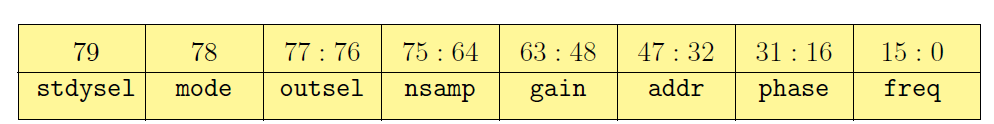 79 78 77 : 76 75 : 64 63 : 48 47 : 32 31 : 16 15 : 0
stdysel mode outsel nsamp gain addr phase freq